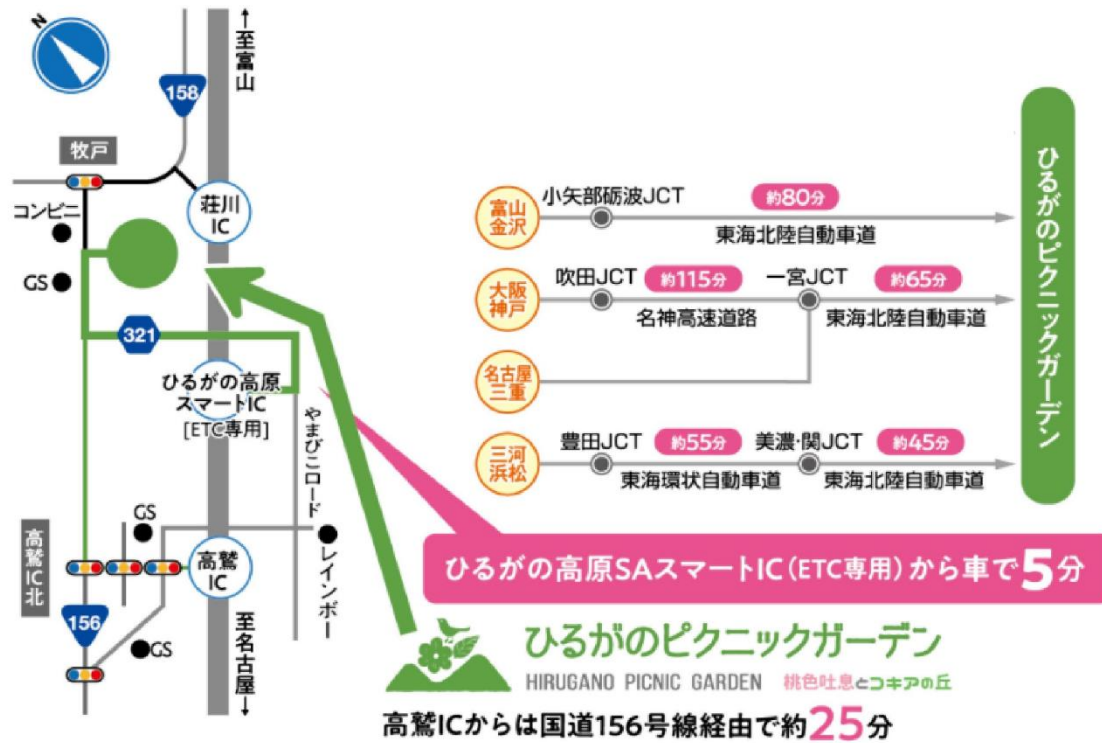 N
↑至富山
158
牧戸
荘川
IC
コンビニ
GS
321
ひるがの高原
スマートIC
[ETC専用]
やまびこロード
GS
高鷲IC北
高鷲
IC
レインボー
156
GS
至名古屋↓
富山
金沢
小矢部砺波JCT
約80分
東海北陸自動車道
大阪
神戸
吹田JCT
約115分
一宮JCT
約65分
名神高速道路
東海北陸自動車道
名古屋
三重
三河
浜松
豊田JCT
約55分
美濃・関JCT
約45分
東海環状自動車道
東海北陸自動車道
ひるがのピクニックガーデン
ひるがの高原SAスマートIC(ETC専用)から車で5分
ひるがのピクニックガーデン
HIRUGANO PICNIC GARDEN 桃色吐息とコキアの丘
高鷲ICからは国道156号線経由で約25分